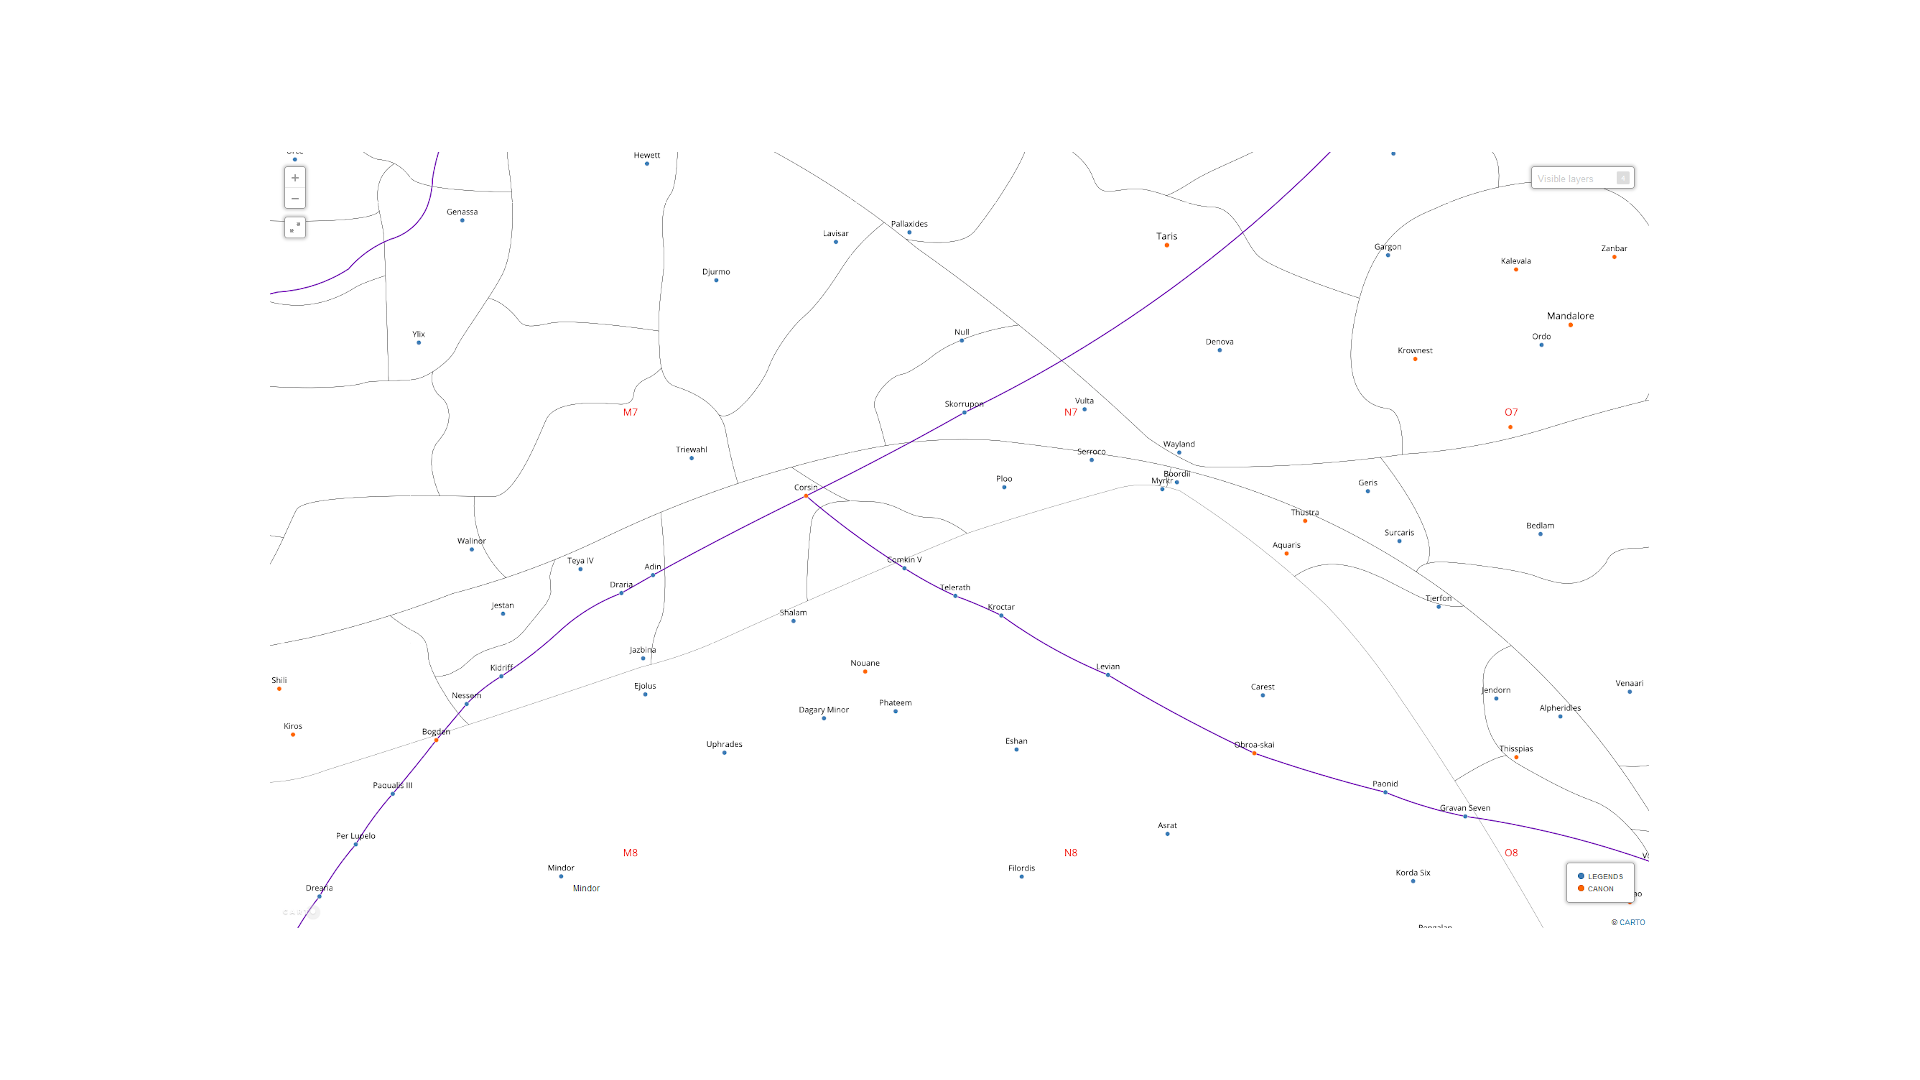 Hewett
+
Visible layers
−
Genassa
Pallaxides
Lavisar
Taris
Gargon
Zanbar
Kalevala
Djurmo
Mandalore
Null
Ylix
Ordo
Denova
Krownest
Vulta
Skorrupon
M7
N7
O7
Wayland
Triewahl
Serroco
Boordii
Ploo
Myrkr
Geris
Corsin
Thustra
Bedlam
Surcaris
Walinor
Aquaris
Teya IV
Comkin V
Adin
Draria
Telerath
Tierfon
Jestan
Kroctar
Shalam
Jazbina
Nouane
Levian
Kidriff
Shili
Venaari
Ejolus
Carest
Jendorn
Nessem
Phateem
Alpheridies
Dagary Minor
Kiros
Bogden
Eshan
Uphrades
Obroa-skai
Thisspias
Paqualis III
Paonid
Gravan Seven
Asrat
Per Lupelo
M8
N8
O8
Mindor
Filordis
Korda Six
LEGENDS
Mindor
Drearia
CANON
© CARTO